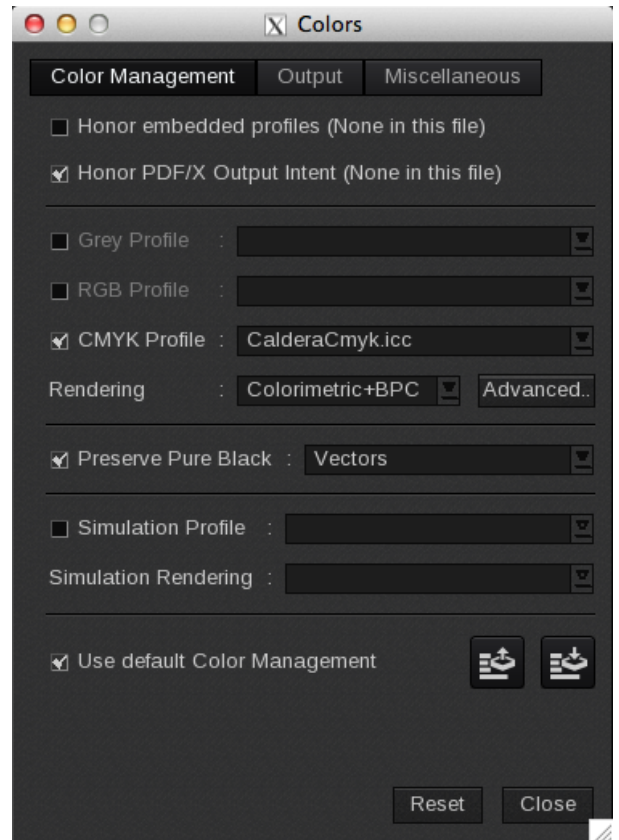 X Colors
Color Management Output Miscellaneous
Honor embedded profiles (None in this file)
Honor PDF/X Output Intent (None in this file)
Grey Profile :
RGB Profile :
CMYK Profile : CalderaCmyk.icc
Rendering : Colorimetric+BPC Advanced..
Preserve Pure Black : Vectors
Simulation Profile :
Simulation Rendering :
Use default Color Management
Reset Close